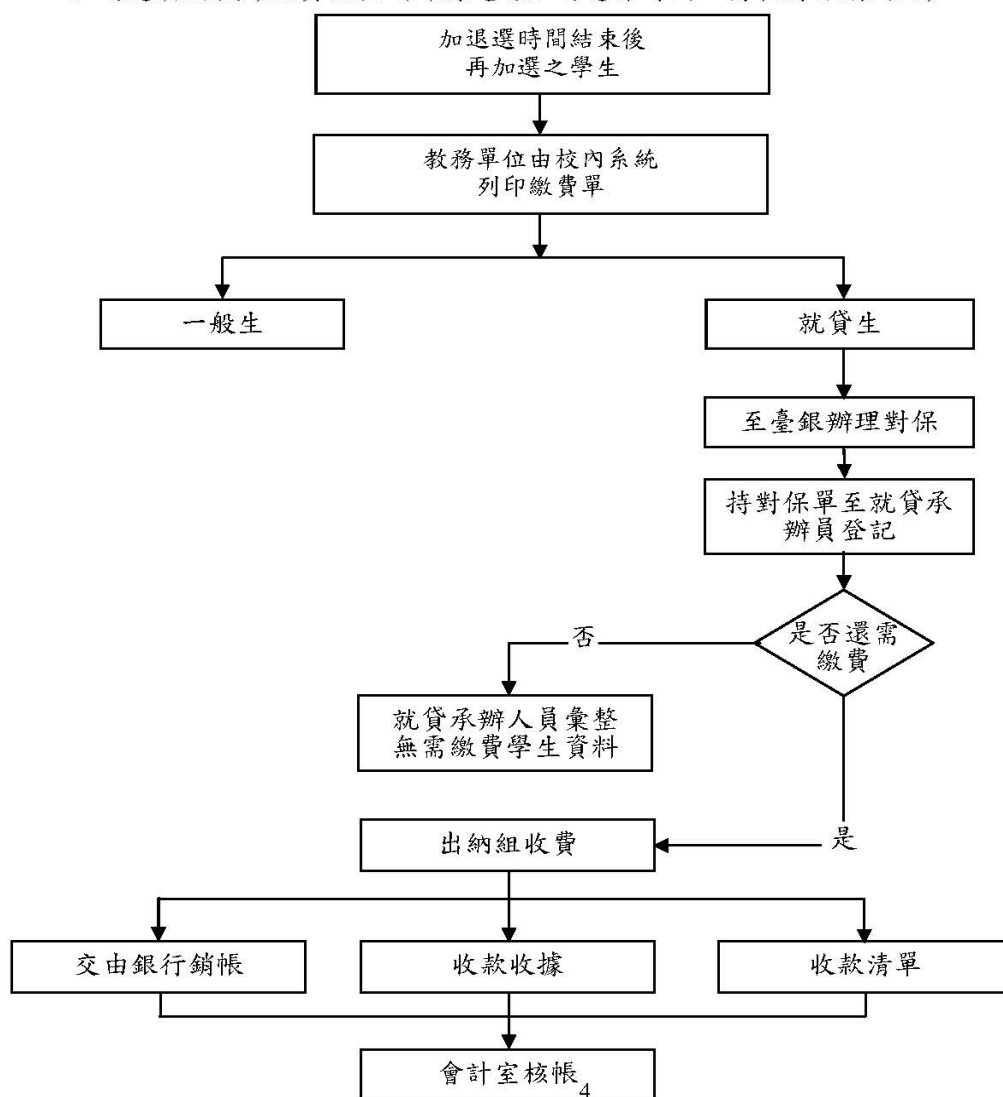 加退選時間結束後
再加選之學生
教務單位由校內系統
列印繳費單
一般生
就貸生
至臺銀辦理對保
持對保單至就貸承
辦員登記
是否還需
繳費
否
就貸承辦人員彙整
無需繳費學生資料
是
出納組收費
交由銀行銷帳
收款收據
收款清單
會計室核帳
4